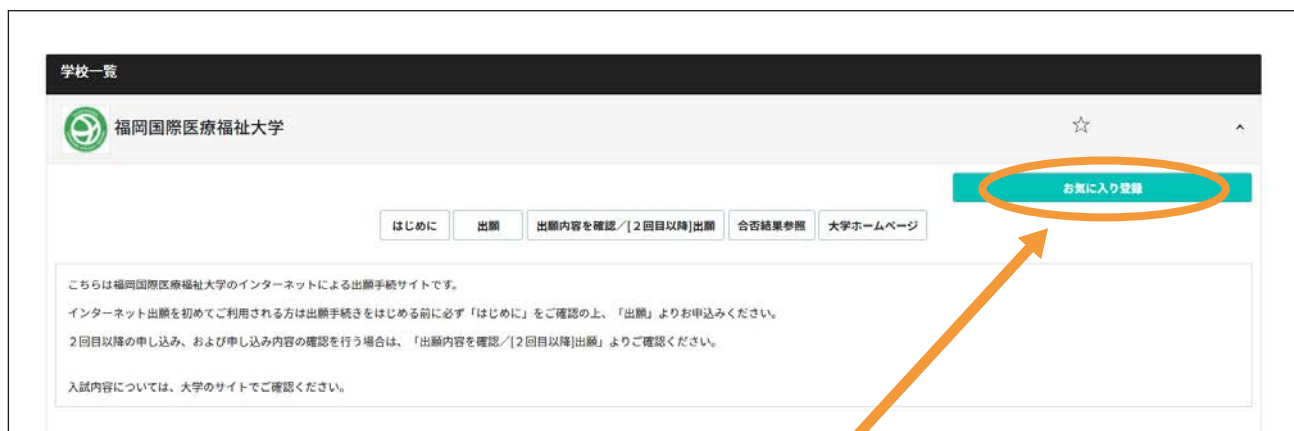 学校一覧
福岡国際医療福祉大学
お気に入り登録
はじめに 出願 出願内容を確認／[２回目以降]出願 合否結果参照 大学ホームページ
こちらは福岡国際医療福祉大学のインターネットによる出願手続サイトです。
インターネット出願を初めてご利用される方は出願手続きをはじめる前に必ず「はじめに」をご確認の上、「出願」よりお申込みください。
２回目以降の申し込み、および申し込み内容の確認を行う場合は、「出願内容を確認／[２回目以降]出願」よりご確認ください。
入試内容については、大学のサイトでご確認ください。